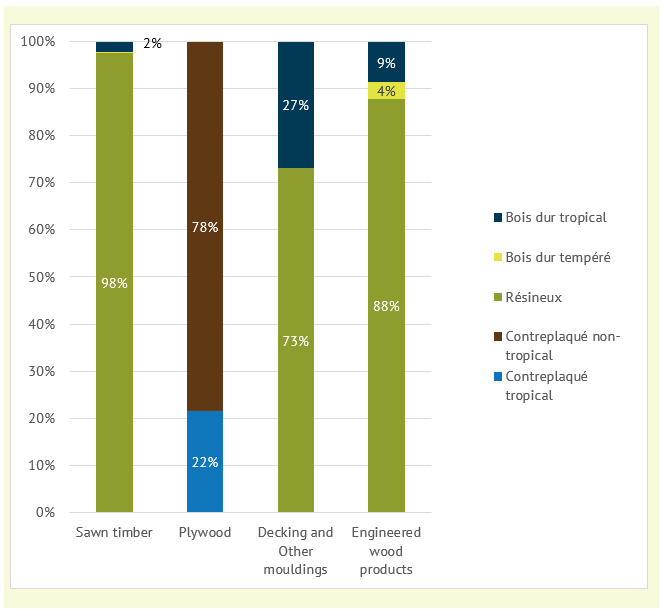 100%
90%
80%
70%
60%
50%
40%
30%
20%
10%
0%
2%
98%
78%
22%
27%
73%
9%
4%
88%
Sawn timber
Plywood
Decking and
Other
mouldings
Engineered
wood
products
Bois dur tropical
Bois dur tempéré
Résineux
Contreplaqué non-
tropical
Contreplaqué
tropical